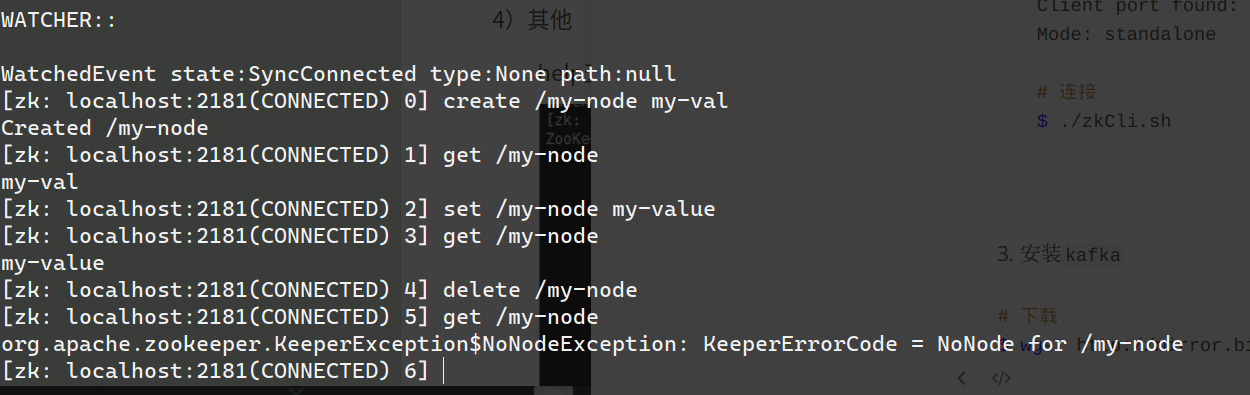 WATCHER::
WatchedEvent state:SyncConnected type:None path:null
[zk: localhost:2181(CONNECTED) 0] create /my-node my-val
Created /my-node
[zk: localhost:2181(CONNECTED) 1] get /my-node
my-val
[zk: localhost:2181(CONNECTED) 2] set /my-node my-value
[zk: localhost:2181(CONNECTED) 3] get /my-node
my-value
[zk: localhost:2181(CONNECTED) 4] delete /my-node
[zk: localhost:2181(CONNECTED) 5] get /my-node
org.apache.zookeeper.KeeperException$NoNodeException: KeeperErrorCode = NoNode for /my-node
[zk: localhost:2181(CONNECTED) 6]
4）其他
help
[zk:
ZooKe
Client port found:
Mode: standalone
# 连接
$ ./zkCli.sh
3. 安装kafka
# 下载